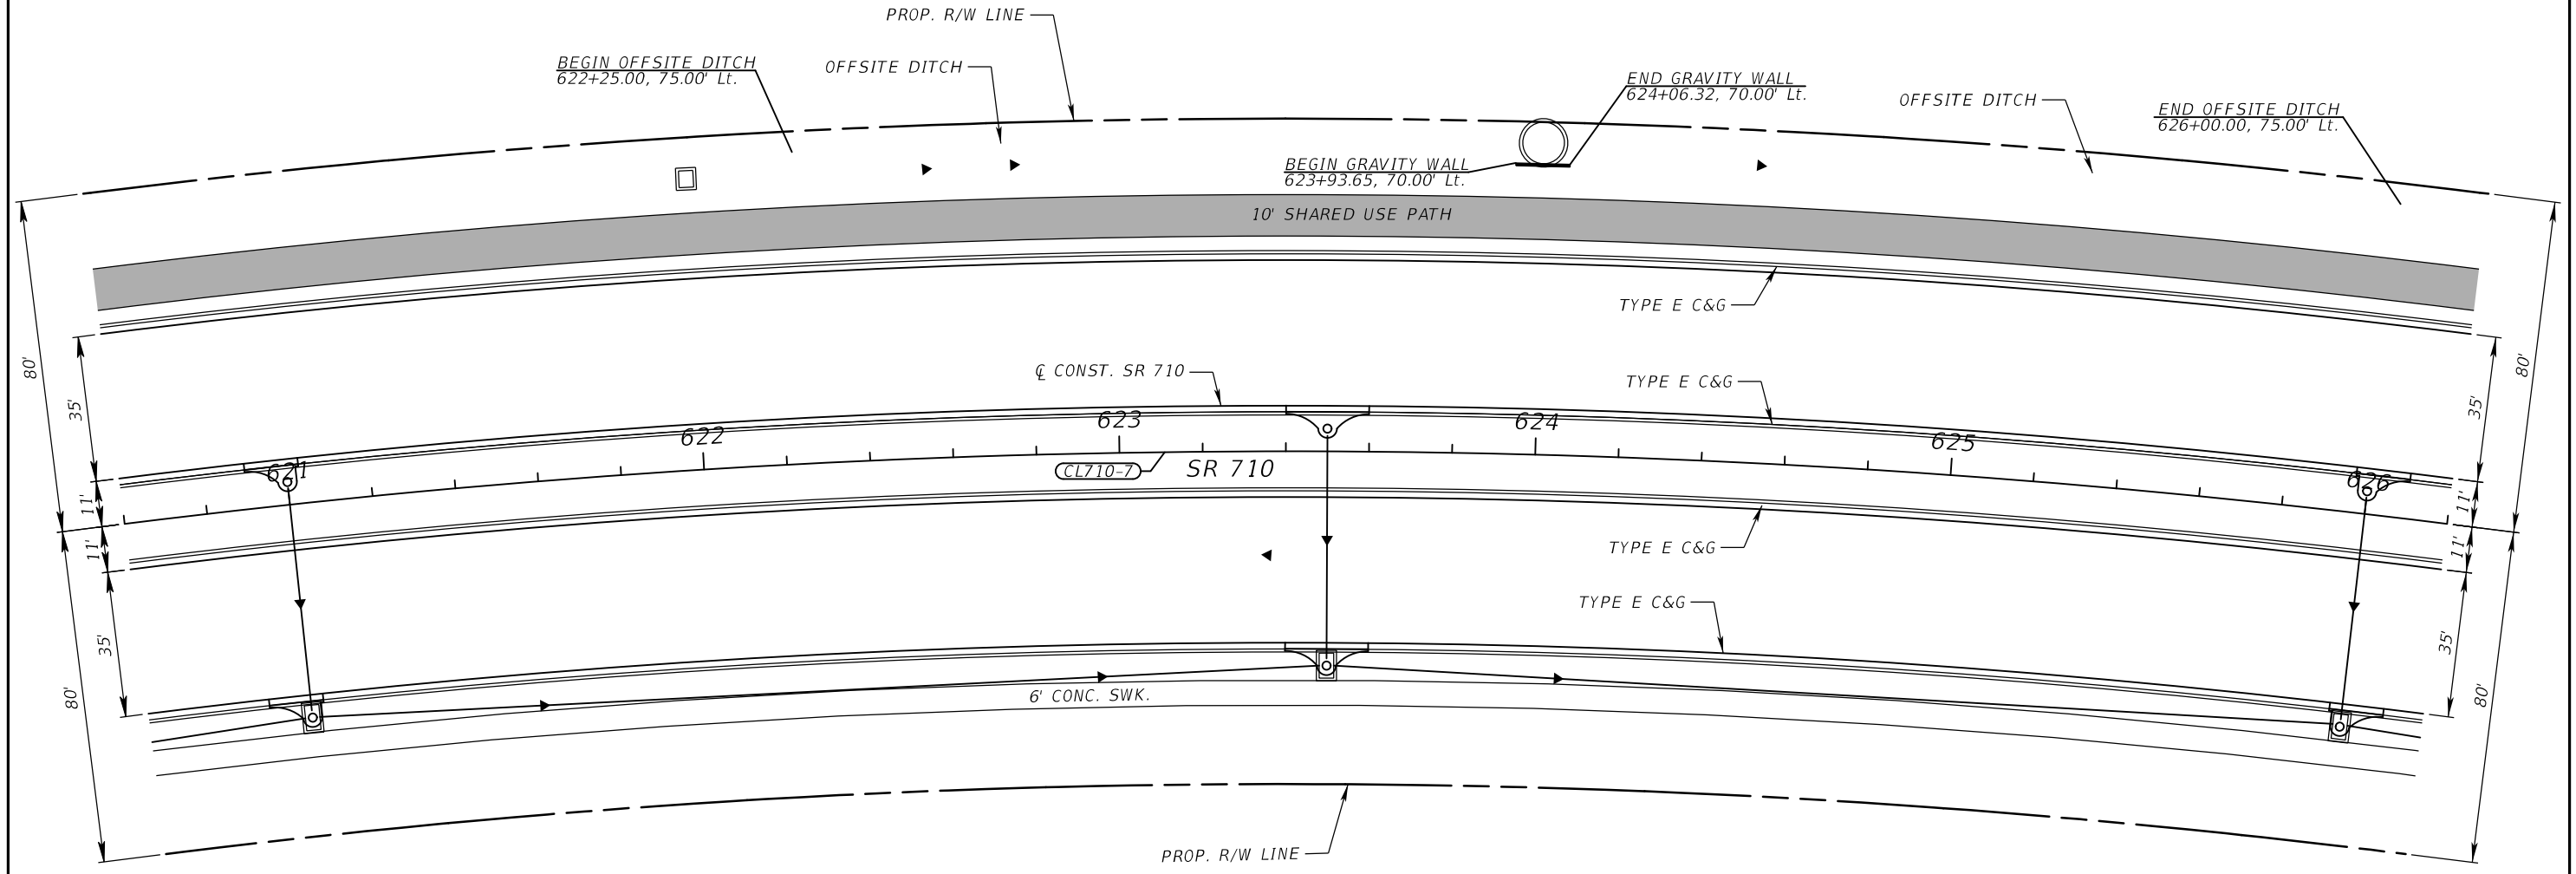 PROP. R/W LINE
BEGIN OFFSITE DITCH
622+25.00, 75.00' Lt.
OFFSITE DITCH
END GRAVITY WALL
624+06.32, 70.00' Lt.
OFFSITE DITCH
END OFFSITE DITCH
626+00.00, 75.00' Lt.
BEGIN GRAVITY WALL
623+93.65, 70.00' Lt.
10' SHARED USE PATH
TYPE E C&G
80'
35'
℄ CONST. SR 710
TYPE E C&G
35'
80'
621
622
623
624
625
626
CL710-7
SR 710
11'
11'
11'
11'
TYPE E C&G
TYPE E C&G
35'
80'
6' CONC. SWK.
35'
80'
PROP. R/W LINE